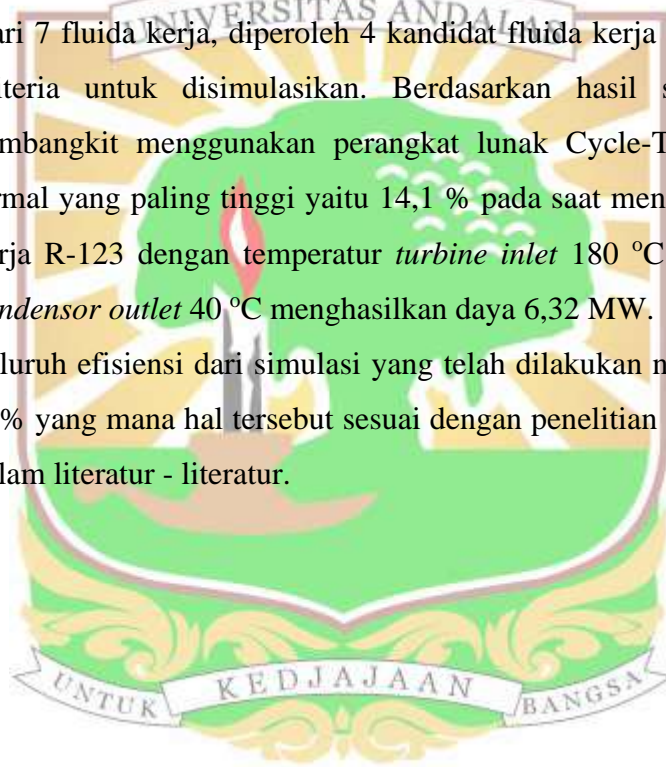 UNIVERSITAS ANDALAS
ari 7 fluida kerja, diperoleh 4 kandidat fluida kerja
iteria untuk disimulasikan. Berdasarkan hasil s
mbangkit menggunakan perangkat lunak Cycle-T
rmal yang paling tinggi yaitu 14,1 % pada saat men
rja R-123 dengan temperatur turbine inlet 180 °C
ndensor outlet 40 °C menghasilkan daya 6,32 MW.
luruh efisiensi dari simulasi yang telah dilakukan m
% yang mana hal tersebut sesuai dengan penelitian
lam literatur - literatur.
UNTUK KEDJAJAAN BANGSA